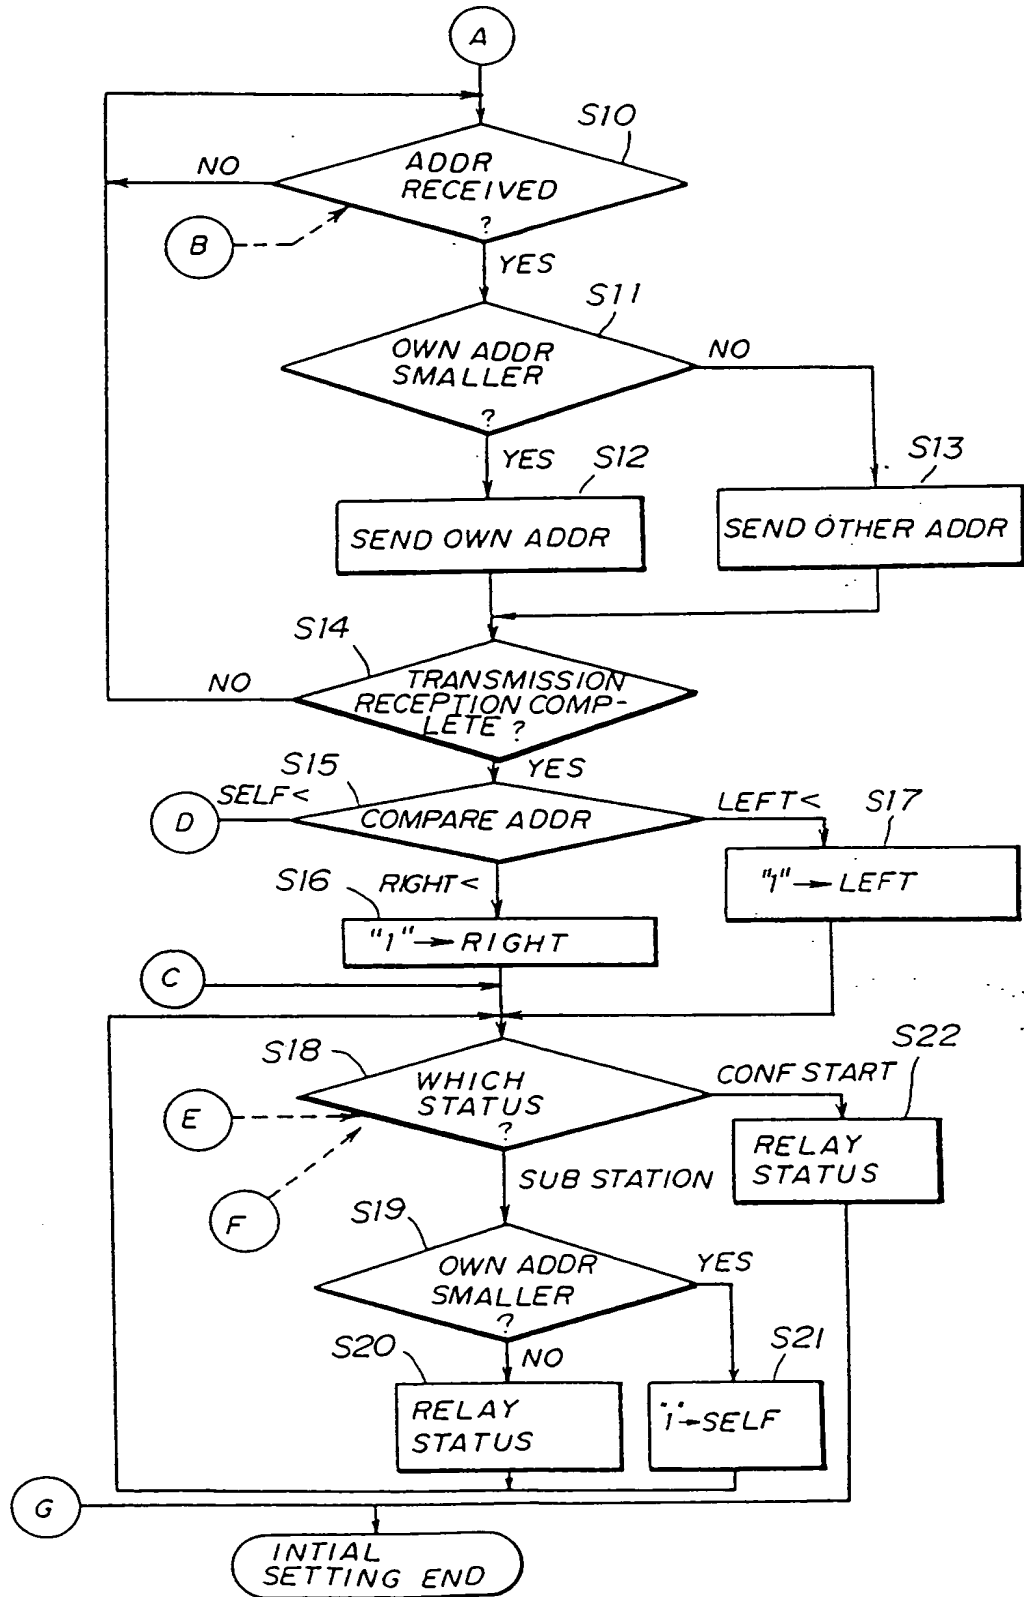 A
S10
ADDR
RECEIVED
?
NO
B
YES
S11
OWN ADDR
SMALLER
?
NO
YES
S12
S13
SEND OWN ADDR
SEND OTHER ADDR
S14
NO
TRANSMISSION
RECEPTION COMP-
LETE ?
YES
S15
SELF<
D
COMPARE ADDR
LEFT<
S17
"1"→LEFT
S16
RIGHT<
"1"→RIGHT
C
S18
WHICH
STATUS
?
CONF START
S22
E
RELAY
STATUS
F
SUB STATION
S19
OWN ADDR
SMALLER
?
YES
S20
NO
S21
RELAY
STATUS
"1"→SELF
G
INTIAL
SETTING END